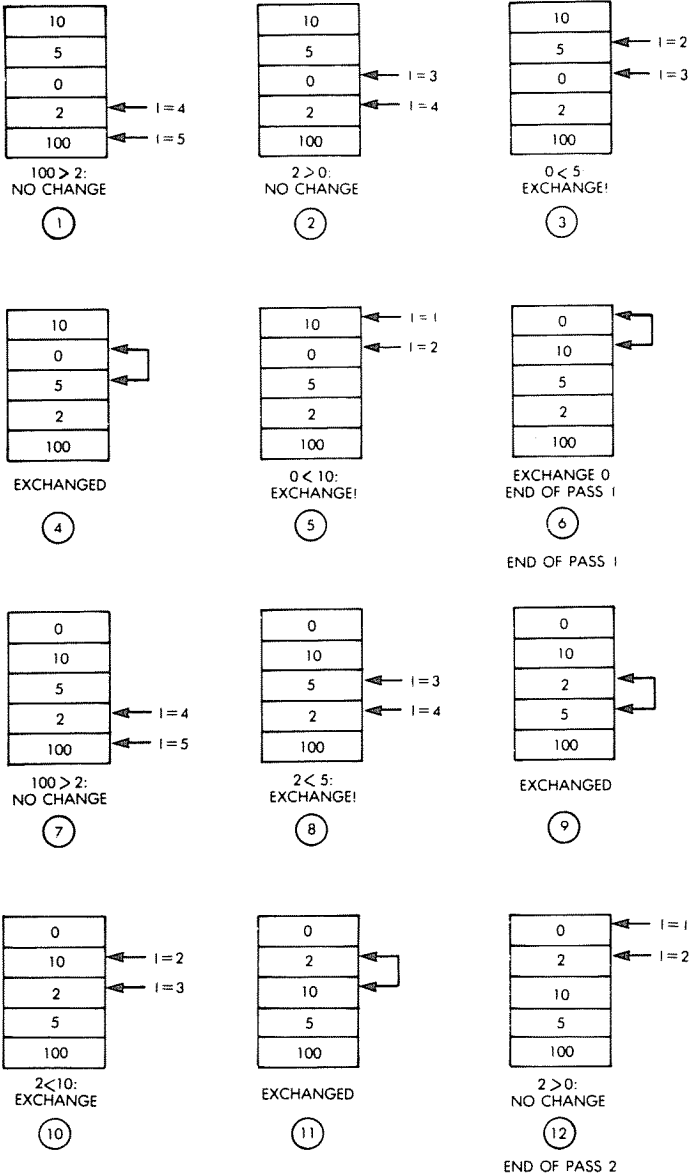 10
5
0
2
100
I=4
I=5
100 > 2:
NO CHANGE
1
10
5
0
2
100
I=3
I=4
2 > 0:
NO CHANGE
2
10
5
0
2
100
I=2
I=3
0 < 5
EXCHANGE!
3
10
0
5
2
100
EXCHANGED
4
10
0
5
2
100
I=1
I=2
0 < 10:
EXCHANGE!
5
0
10
5
2
100
EXCHANGE 0
END OF PASS 1
6
END OF PASS 1
0
10
5
2
100
I=4
I=5
100 > 2:
NO CHANGE
7
0
10
5
2
100
I=3
I=4
2 < 5:
EXCHANGE!
8
0
10
2
5
100
EXCHANGED
9
0
10
2
5
100
I=2
I=3
2<10:
EXCHANGE
10
0
2
10
5
100
EXCHANGED
11
0
2
10
5
100
I=1
I=2
2 > 0:
NO CHANGE
12
END OF PASS 2